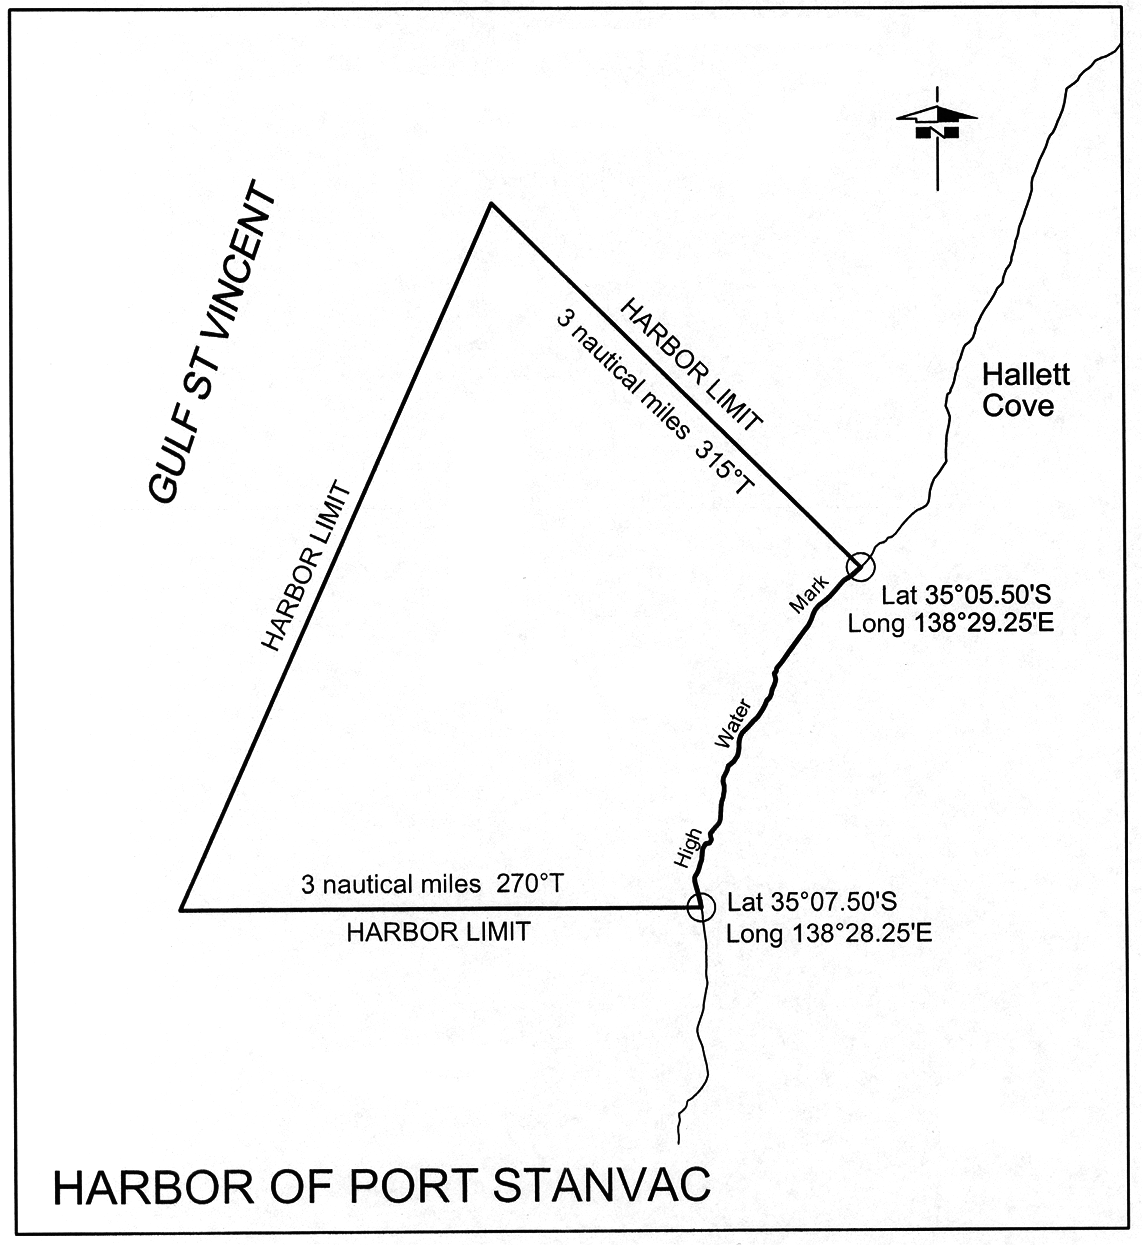 N
GULF ST VINCENT
HARBOR LIMIT
3 nautical miles 315°T
Hallett
Cove
HARBOR LIMIT
Lat 35°05.50'S
Long 138°29.25'E
High Water Mark
3 nautical miles 270°T
HARBOR LIMIT
Lat 35°07.50'S
Long 138°28.25'E
HARBOR OF PORT STANVAC